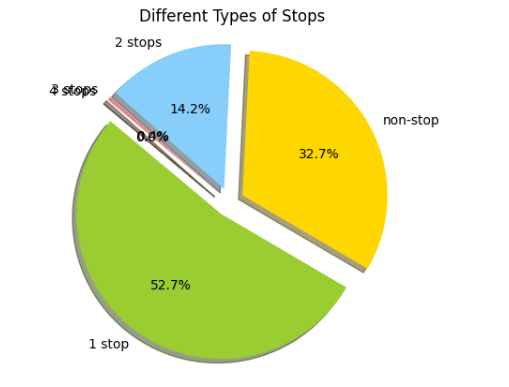 Different Types of Stops
2 stops
3 stops
4 stops
non-stop
14.2%
32.7%
52.7%
1 stop